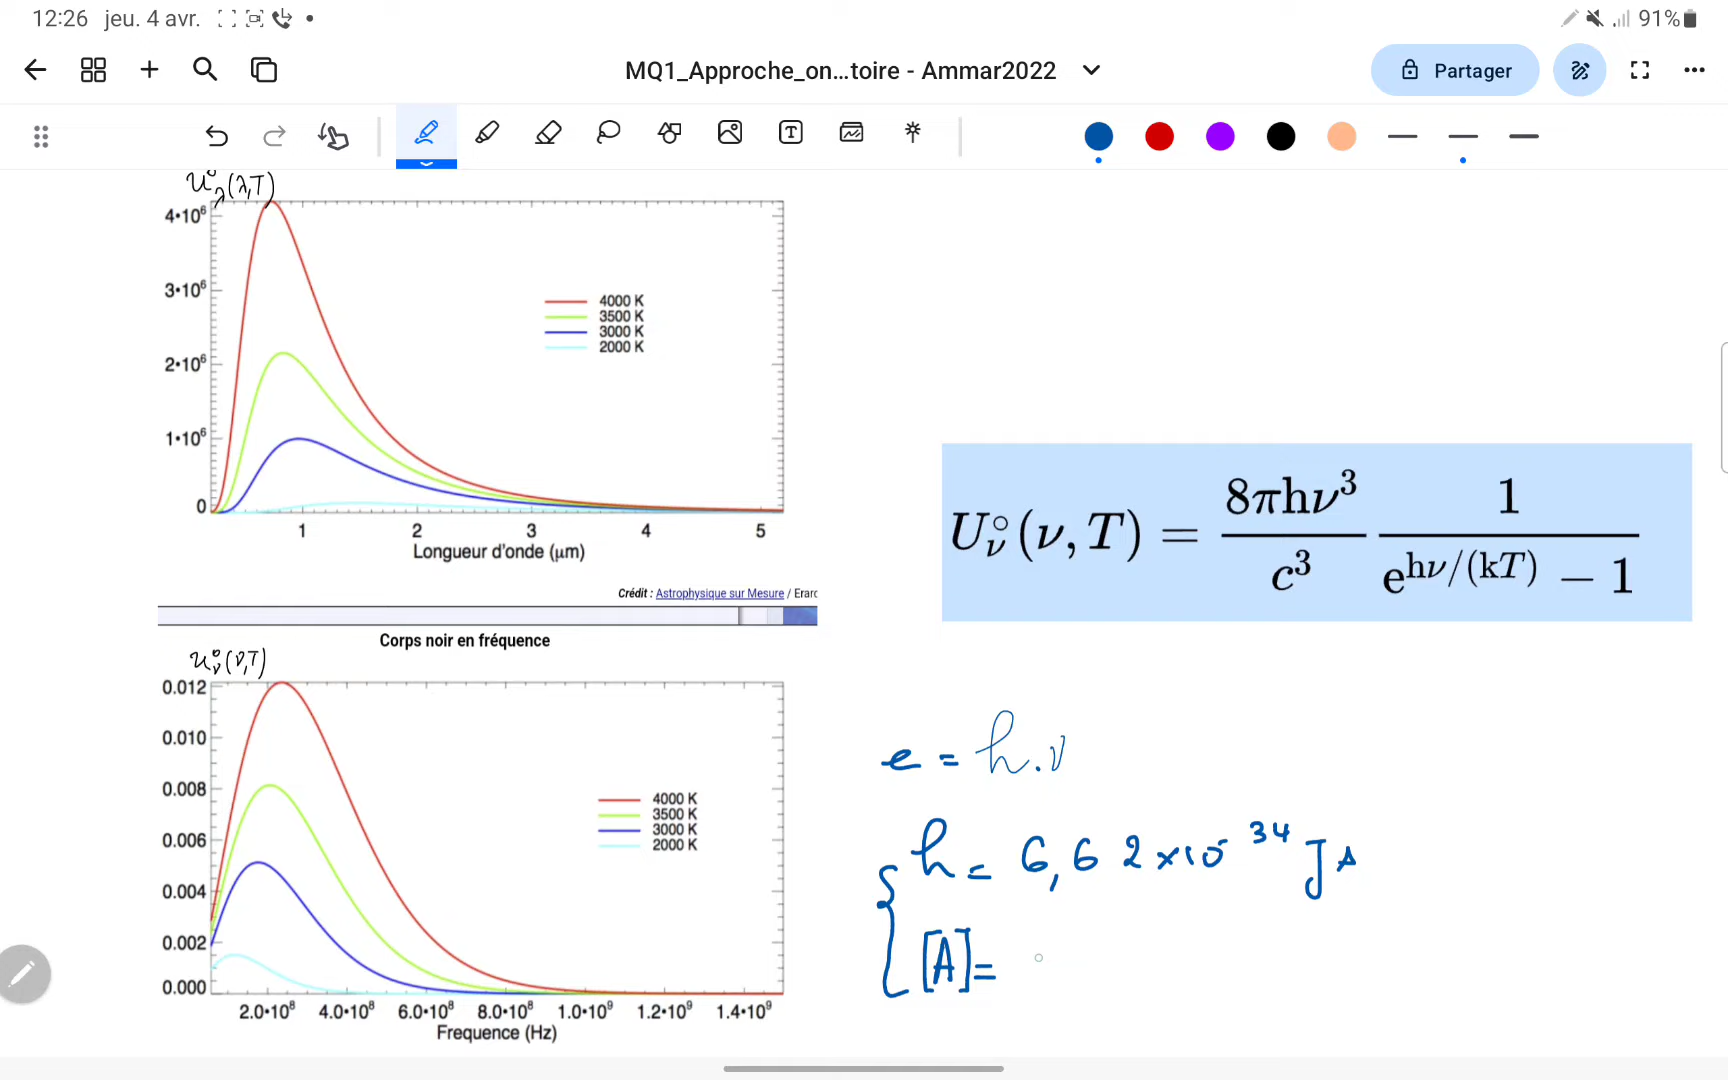 12:26 jeu. 4 avr. 91%
MQ1_Approche_on...toire - Ammar2022
Partager
U°λ(λ,T)
4•10⁶
3•10⁶
2•10⁶
1•10⁶
0
4000 K
3500 K
3000 K
2000 K
1 2 3 4 5
Longueur d'onde (μm)
Crédit : Astrophysique sur Mesure / Erarc
Corps noir en fréquence
U°ν(ν,T)
0.012
0.010
0.008
0.006
0.004
0.002
0.000
4000 K
3500 K
3000 K
2000 K
2.0•10⁸ 4.0•10⁸ 6.0•10⁸ 8.0•10⁸ 1.0•10⁹ 1.2•10⁹ 1.4•10⁹
Frequence (Hz)
U°ν(ν, T) = 8πhν³/c³ 1/(e^(hν/(kT)) − 1)
e = h.ν
h = 6,62 × 10⁻³⁴ J s
[A] =